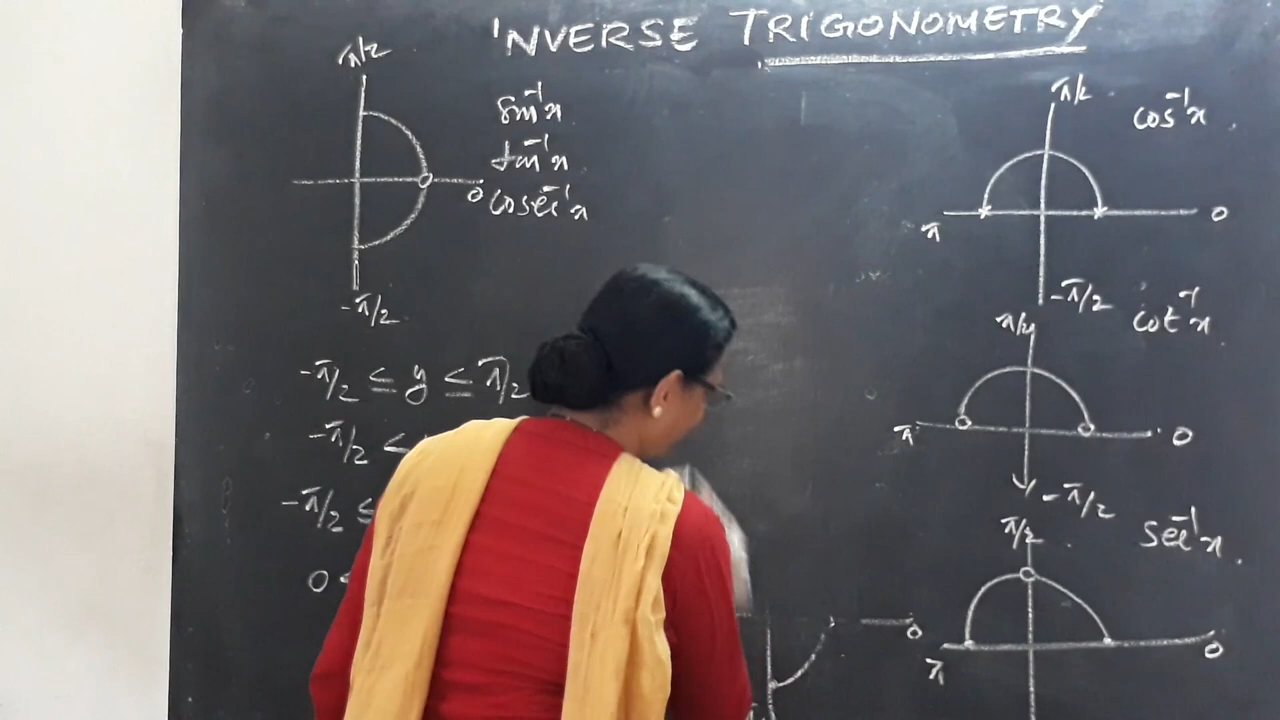 INVERSE TRIGONOMETRY
π/2
sin⁻¹x
tan⁻¹x
0 cosec⁻¹x
-π/2
-π/2 ≤ y ≤ π/2
-π/2 <
-π/2 ≤
0 <
0
π/2
cos⁻¹x
π 0
-π/2
cot⁻¹x
π/2
π 0
-π/2
sec⁻¹x
π/2
π 0